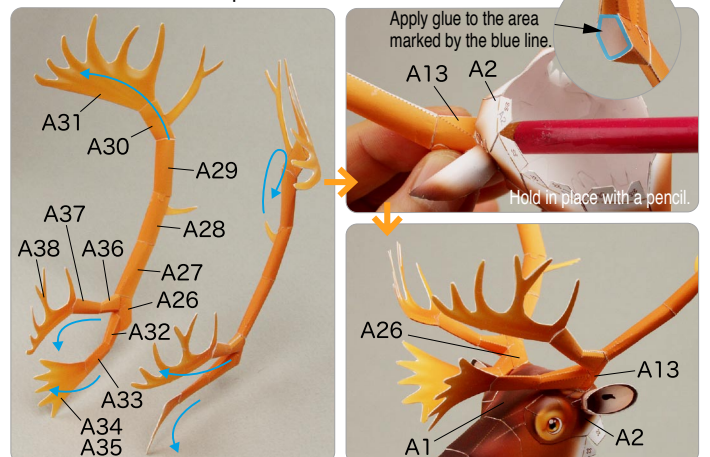 A31
A30
A29
A28
A27
A26
A37
A38
A36
A32
A33
A34
A35
Apply glue to the area
marked by the blue line.
A13
A2
Hold in place with a pencil.
A26
A13
A1
A2